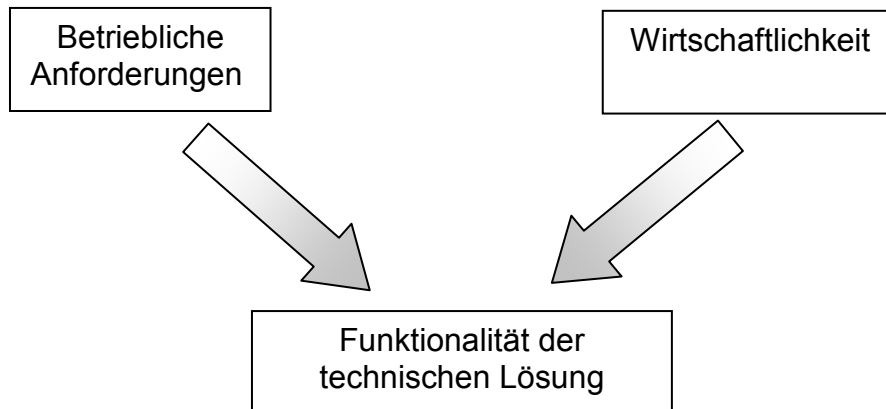 Betriebliche
Anforderungen
Wirtschaftlichkeit
Funktionalität der
technischen Lösung